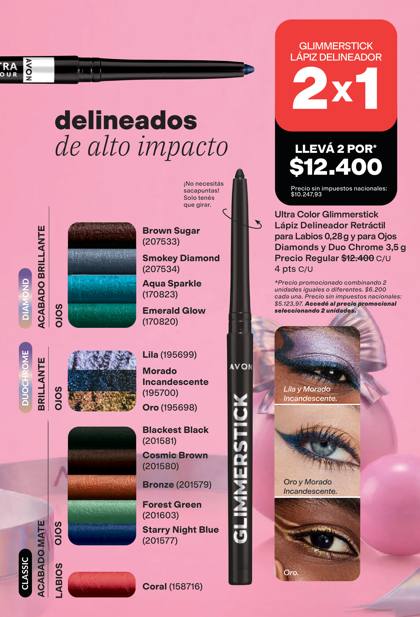 TRA
OUR
AVON
GLIMMERSTICK
LÁPIZ DELINEADOR
2x1
LLEVÁ 2 POR*
$12.400
Precio sin impuestos nacionales:
$10.247,93
delineados
de alto impacto
¡No necesitás
sacapuntas!
Solo tenés
que girar.
Ultra Color Glimmerstick
Lápiz Delineador Retráctil
para Labios 0,28 g y para Ojos
Diamonds y Duo Chrome 3,5 g
Precio Regular $12.400 C/U
4 pts C/U
*Precio promocionado combinando 2
unidades iguales o diferentes. $6.200
cada una. Precio sin impuestos nacionales:
$5.123,97. Accedé al precio promocional
seleccionando 2 unidades.
DIAMOND
ACABADO BRILLANTE
OJOS
Brown Sugar
(207533)
Smokey Diamond
(207534)
Aqua Sparkle
(170823)
Emerald Glow
(170820)
DUOCHROME
BRILLANTE
OJOS
Lila (195699)
Morado
Incandescente
(195700)
Oro (195698)
CLASSIC
ACABADO MATE
OJOS
Blackest Black
(201581)
Cosmic Brown
(201580)
Bronze (201579)
Forest Green
(201603)
Starry Night Blue
(201577)
LABIOS
Coral (158716)
AVON
GLIMMERSTICK
Lila y Morado
Incandescente.
Oro y Morado
Incandescente.
Oro.